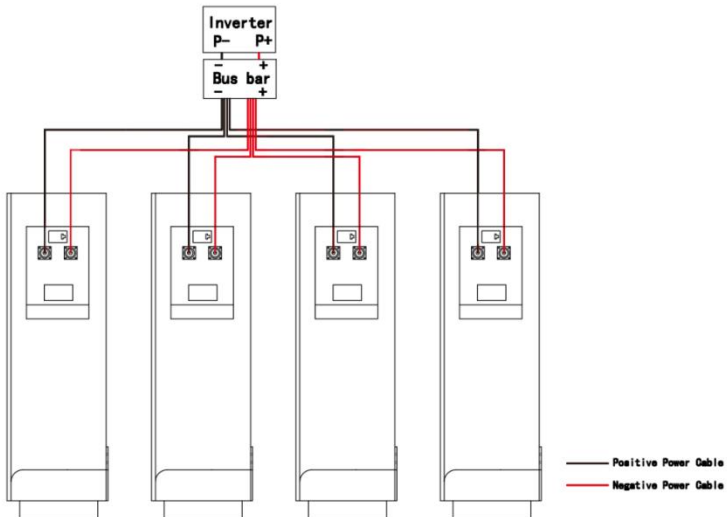 Inverter
P- P+
- +
Bus bar
- +
Positive Power Cable
Negative Power Cable